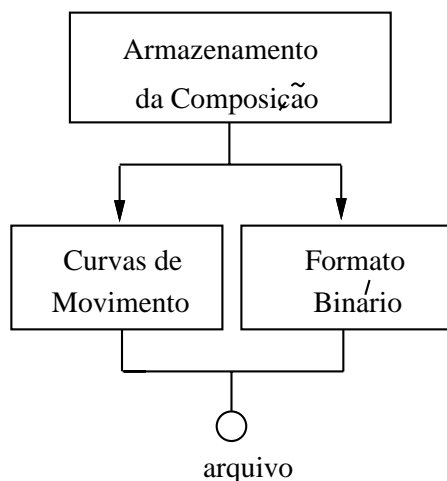 Armazenamento
da Composição
Curvas de
Movimento
Formato
Binário
arquivo